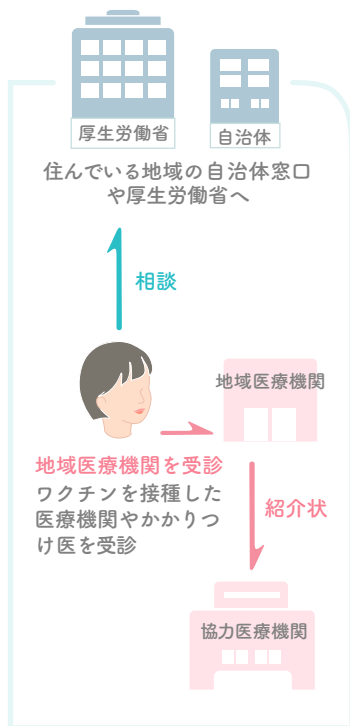 厚生労働省
自治体
住んでいる地域の自治体窓口
や厚生労働省へ
相談
地域医療機関
地域医療機関を受診
ワクチンを接種した
医療機関やかかりつ
け医を受診
紹介状
協力医療機関